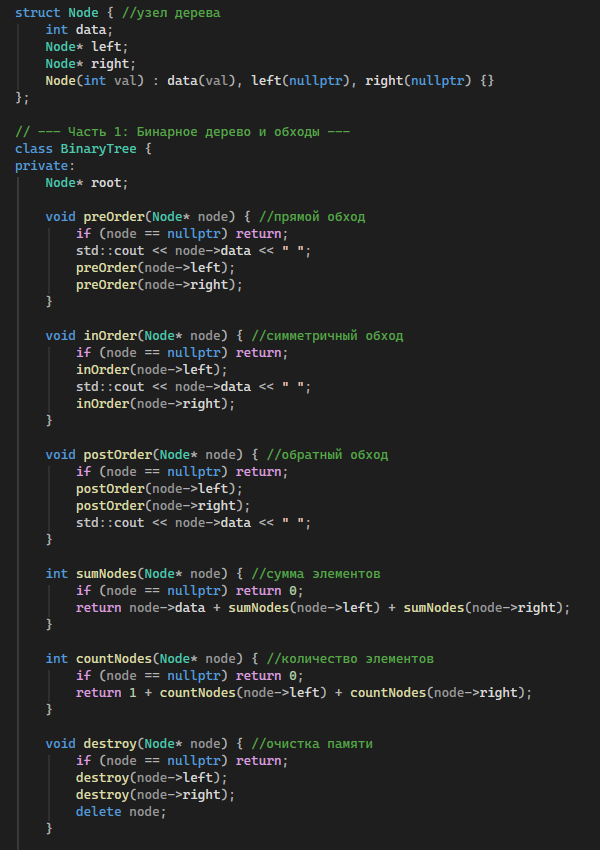 struct Node { //узел дерева
    int data;
    Node* left;
    Node* right;
    Node(int val) : data(val), left(nullptr), right(nullptr) {}
};

// --- Часть 1: Бинарное дерево и обходы ---
class BinaryTree {
private:
    Node* root;

    void preOrder(Node* node) { //прямой обход
        if (node == nullptr) return;
        std::cout << node->data << " ";
        preOrder(node->left);
        preOrder(node->right);
    }

    void inOrder(Node* node) { //симметричный обход
        if (node == nullptr) return;
        inOrder(node->left);
        std::cout << node->data << " ";
        inOrder(node->right);
    }

    void postOrder(Node* node) { //обратный обход
        if (node == nullptr) return;
        postOrder(node->left);
        postOrder(node->right);
        std::cout << node->data << " ";
    }

    int sumNodes(Node* node) { //сумма элементов
        if (node == nullptr) return 0;
        return node->data + sumNodes(node->left) + sumNodes(node->right);
    }

    int countNodes(Node* node) { //количество элементов
        if (node == nullptr) return 0;
        return 1 + countNodes(node->left) + countNodes(node->right);
    }

    void destroy(Node* node) { //очистка памяти
        if (node == nullptr) return;
        destroy(node->left);
        destroy(node->right);
        delete node;
    }